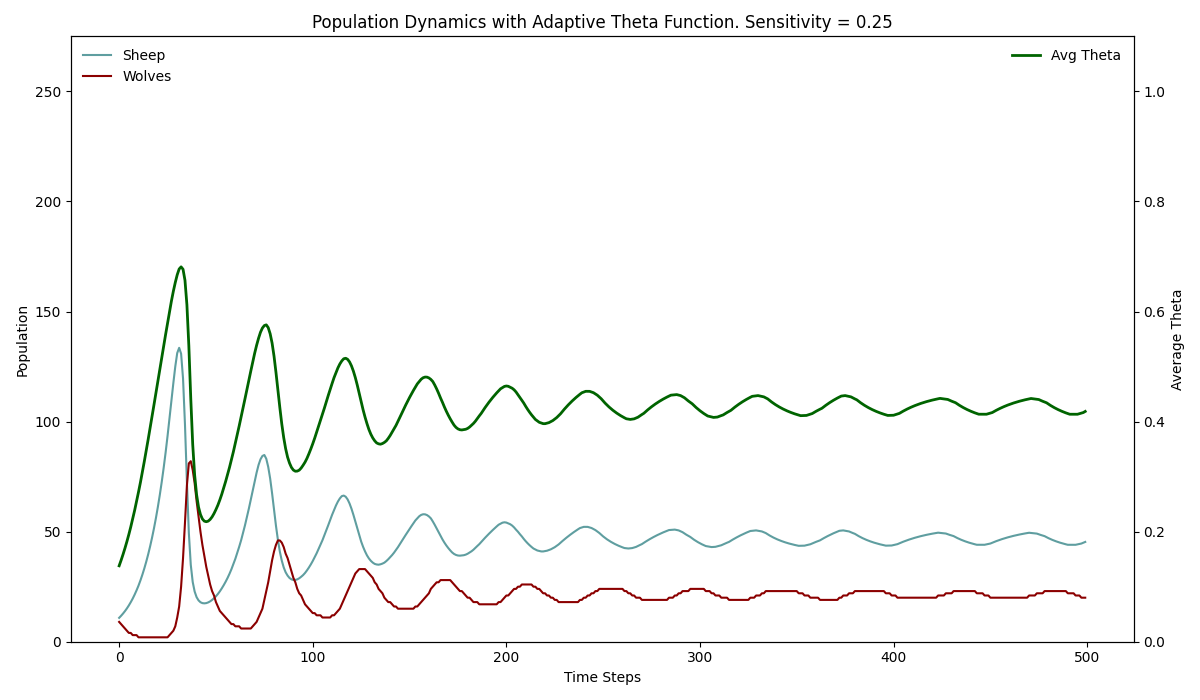 Population Dynamics with Adaptive Theta Function. Sensitivity = 0.25
Sheep
Wolves
Avg Theta
Population
250
200
150
100
50
0
Average Theta
1.0
0.8
0.6
0.4
0.2
0.0
0 100 200 300 400 500
Time Steps